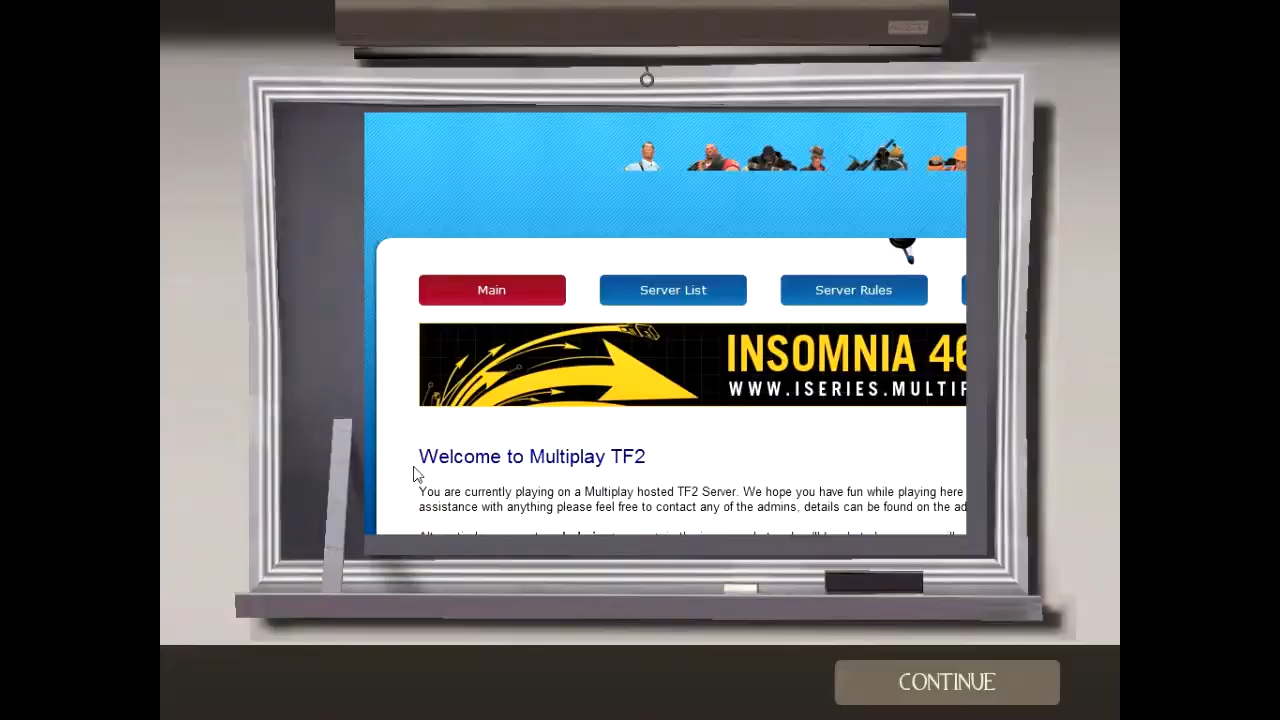 Main
Server List
Server Rules
INSOMNIA 46
WWW.ISERIES.MULTIP
Welcome to Multiplay TF2
You are currently playing on a Multiplay hosted TF2 Server. We hope you have fun while playing here
assistance with anything please feel free to contact any of the admins, details can be found on the ad
CONTINUE